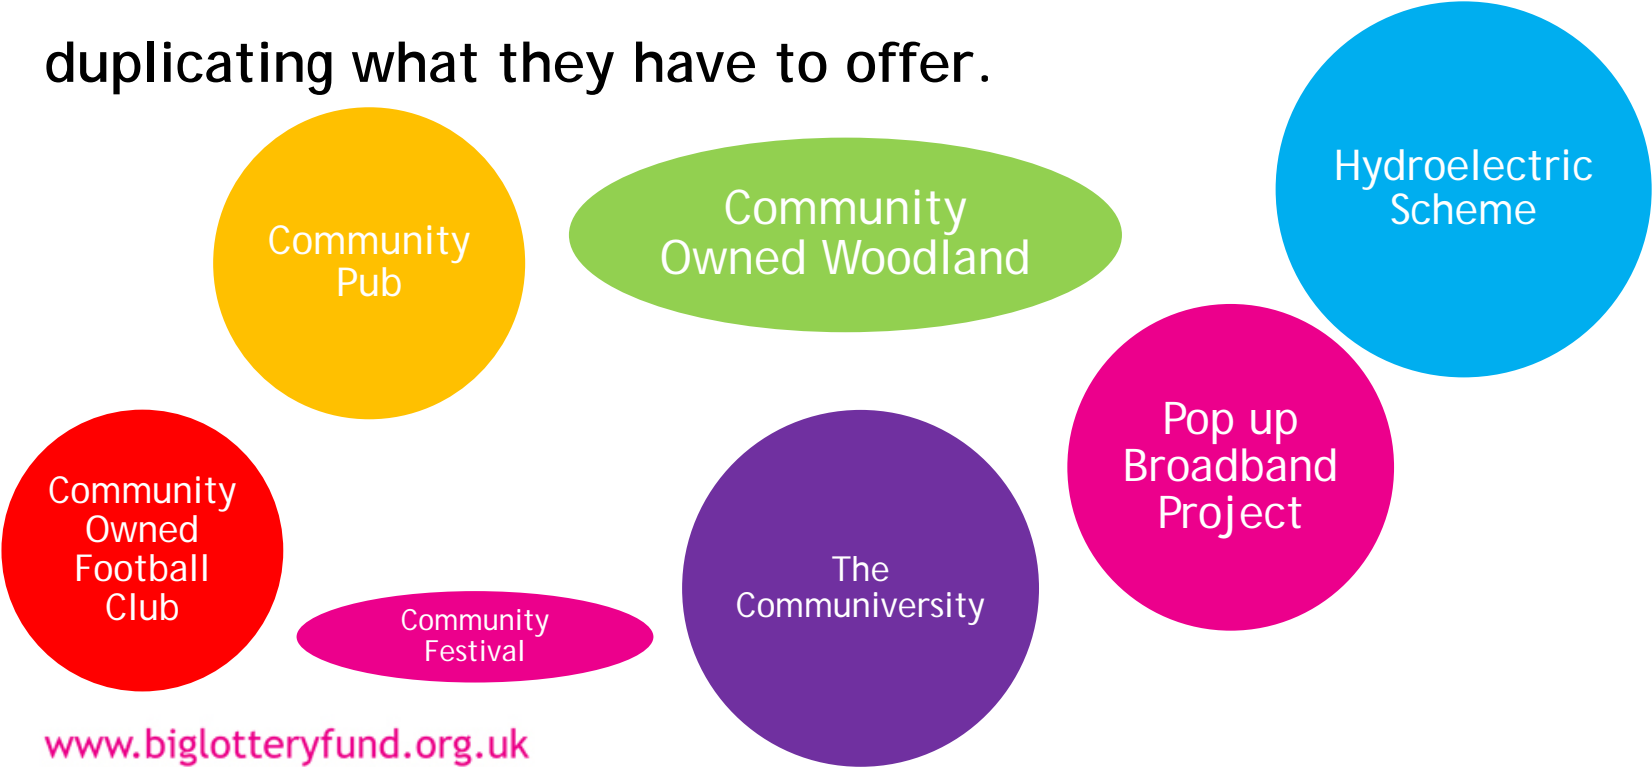 duplicating what they have to offer.
Community
Pub
Community
Owned Woodland
Hydroelectric
Scheme
Community
Owned
Football
Club
Community
Festival
The
Communiversity
Pop up
Broadband
Project
www.biglotteryfund.org.uk